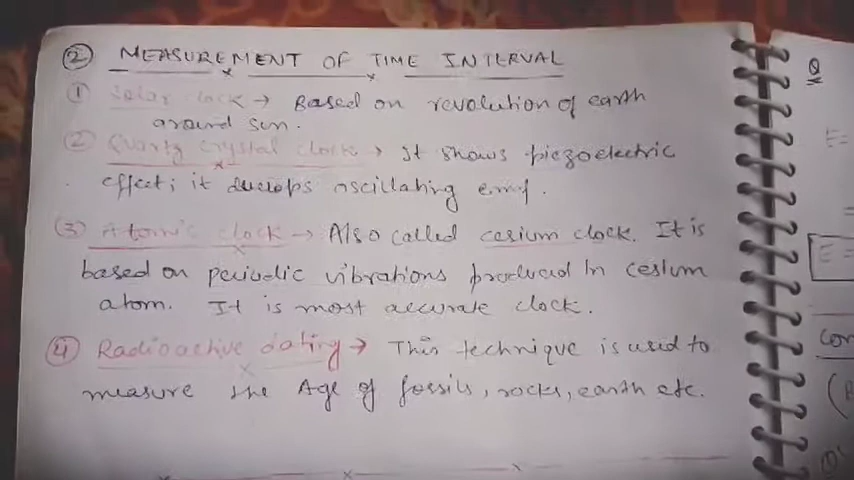 ② MEASUREMENT OF TIME INTERVAL
① Solar clock → Based on revolution of earth
around sun.
② Quartz crystal clock → It shows piezoelectric
effect; it develops oscillating emf.
③ Atomic clock → Also called cesium clock. It is
based on periodic vibrations produced in cesium
atom. It is most accurate clock.
④ Radioactive dating → This technique is used to
measure the Age of fossils, rocks, earth etc.
Q
E=
E=